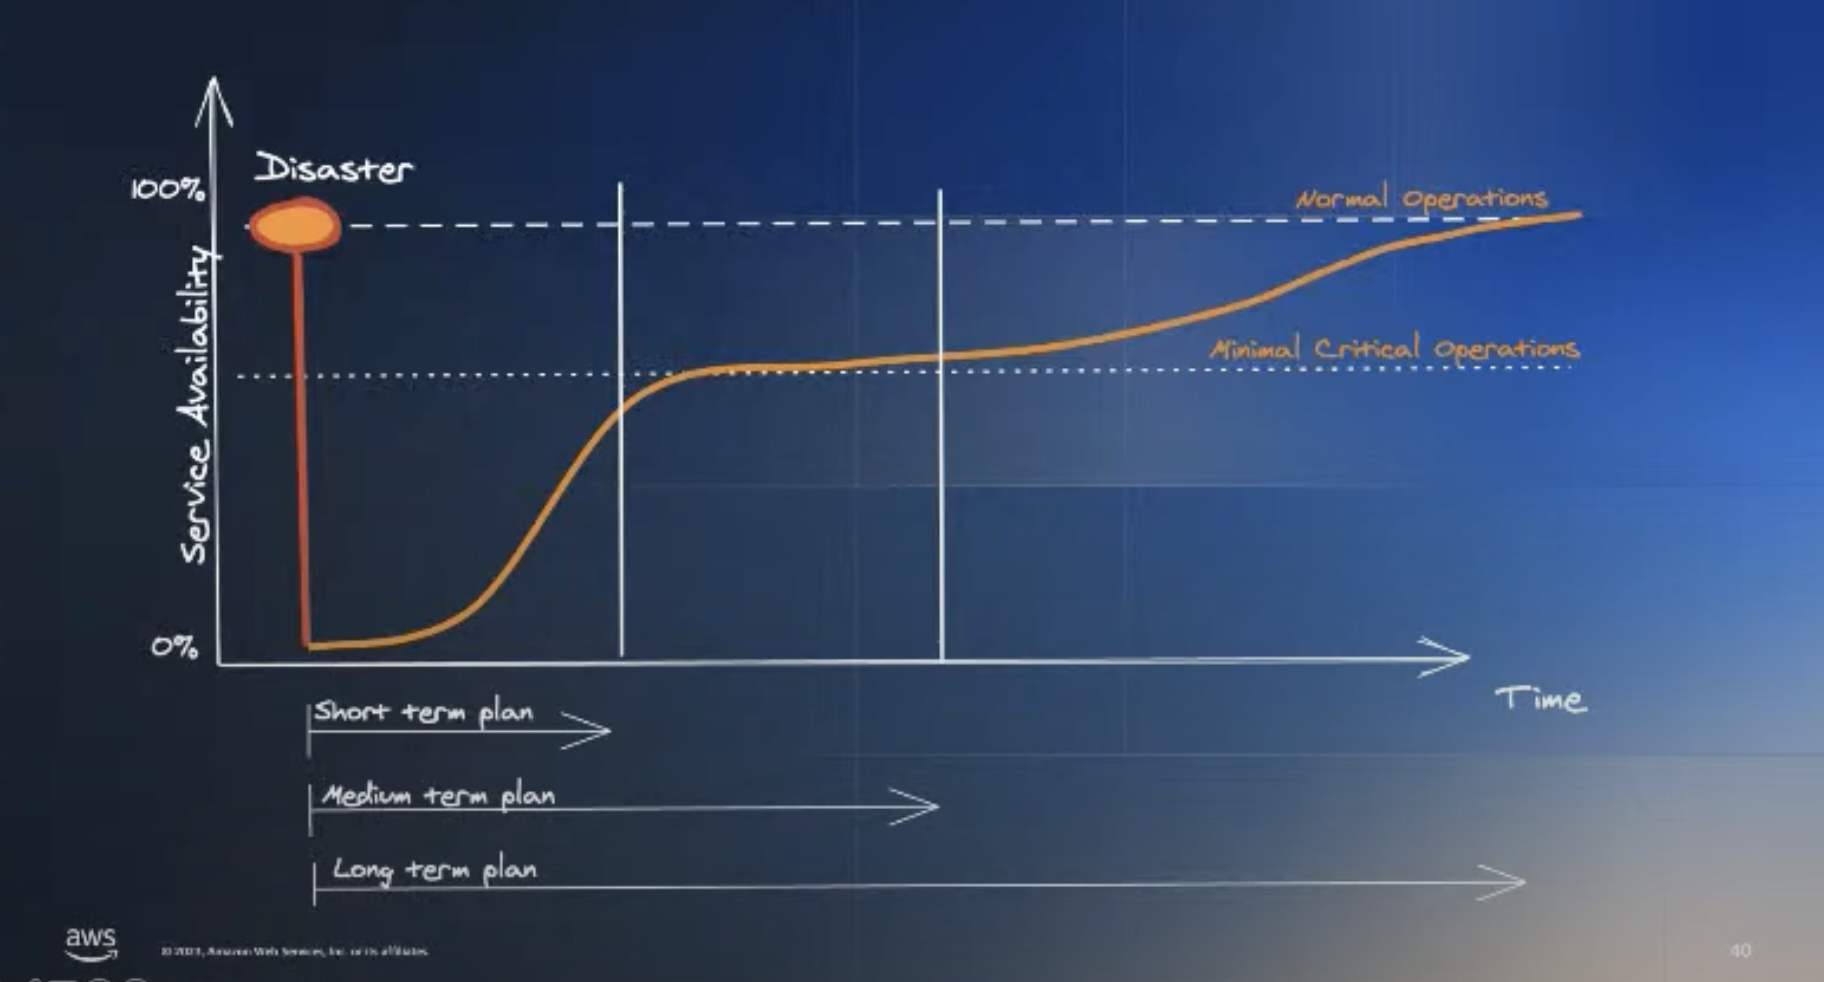 Disaster
100%
Normal Operations
Minimal Critical Operations
Service Availability
0%
Time
Short term plan
Medium term plan
Long term plan
aws
© 2023, Amazon Web Services, Inc. or its affiliates.
40